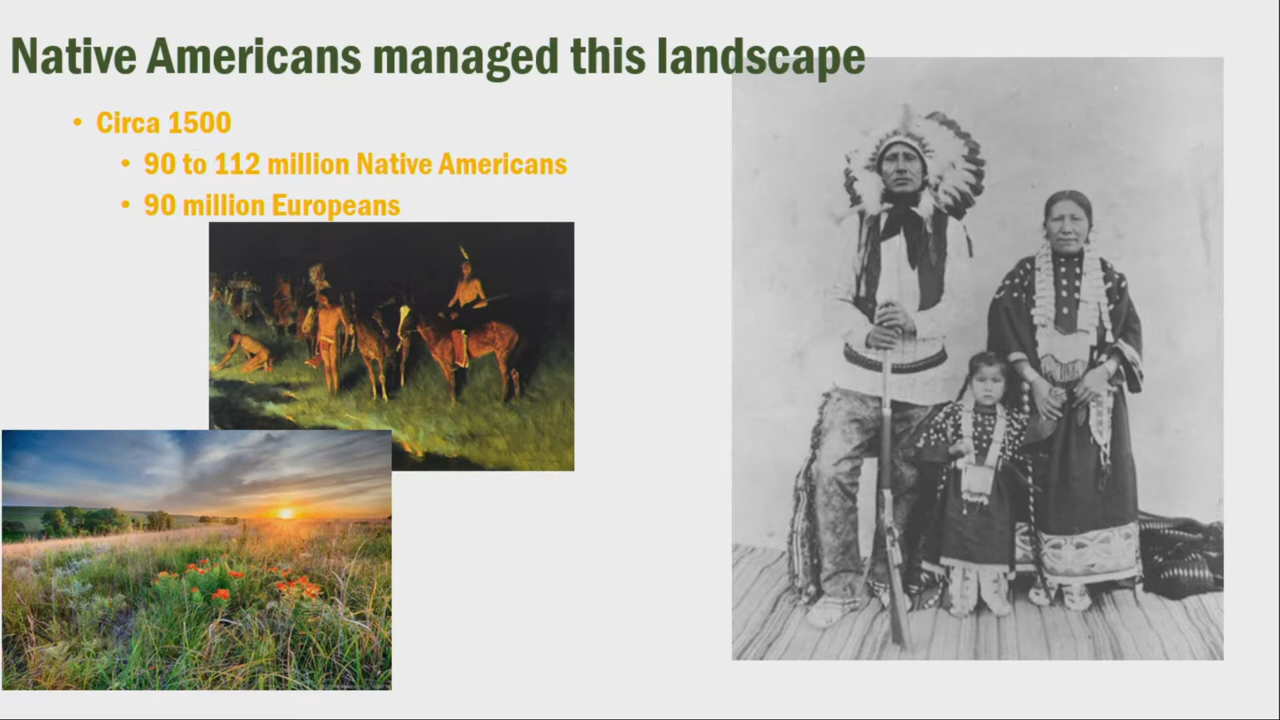 Native Americans managed this landscape
• Circa 1500
• 90 to 112 million Native Americans
• 90 million Europeans